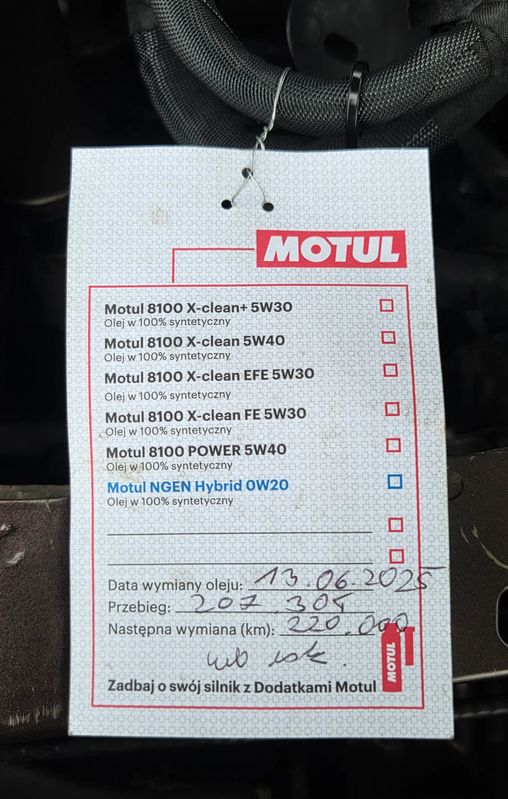 MOTUL
Motul 8100 X-clean+ 5W30
Olej w 100% syntetyczny
Motul 8100 X-clean 5W40
Olej w 100% syntetyczny
Motul 8100 X-clean EFE 5W30
Olej w 100% syntetyczny
Motul 8100 X-clean FE 5W30
Olej w 100% syntetyczny
Motul 8100 POWER 5W40
Olej w 100% syntetyczny
Motul NGEN Hybrid 0W20
Olej w 100% syntetyczny
Data wymiany oleju: 13.06.2025
Przebieg: 207.305
Następna wymiana (km): 220.000
lub rok.
Zadbaj o swój silnik z Dodatkami Motul
MOTUL